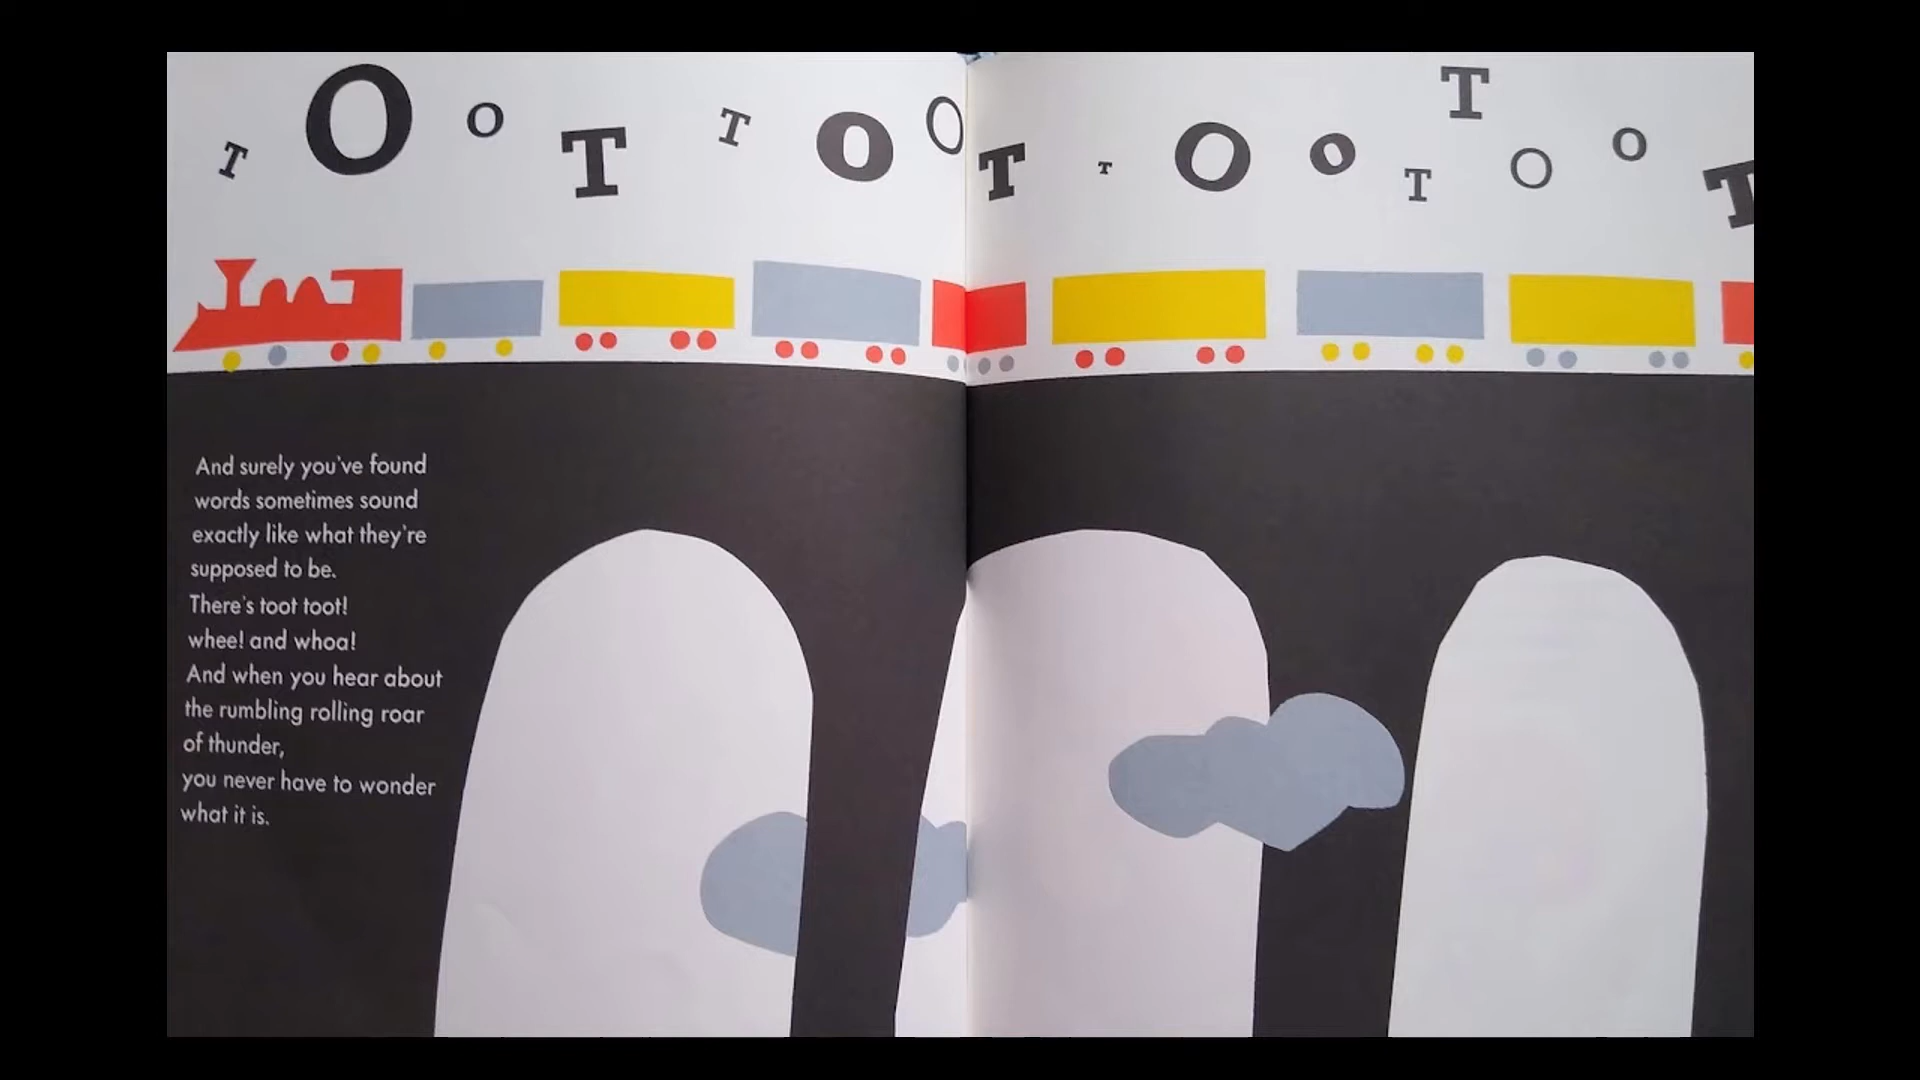 T O O T T O O T T O O T T O O T
And surely you've found
words sometimes sound
exactly like what they're
supposed to be.
There's toot toot!
whee! and whoa!
And when you hear about
the rumbling rolling roar
of thunder,
you never have to wonder
what it is.